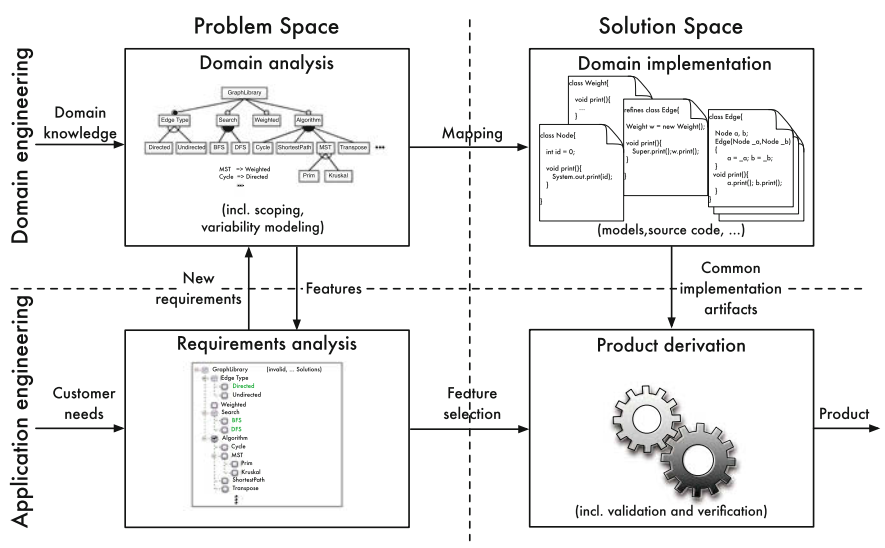 Problem Space
Solution Space
Domain engineering
Application engineering
Domain
knowledge
Domain analysis
GraphLibrary
Edge Type
Search
Weighted
Algorithm
Directed
Undirected
BFS
DFS
Cycle
ShortestPath
MST
Transpose
Prim
Kruskal
MST => Weighted
Cycle => Directed
(incl. scoping,
variability modeling)
Mapping
Domain implementation
class Weight{
void print(){
...
}
refines class Edge{
Weight w = new Weight();
void print(){
Super.print();w.print();
}
}
class Node{
int id = 0;
void print(){
System.out.print(id);
}
}
class Edge{
Node a, b;
Edge(Node _a,Node _b)
{
a = _a; b = _b;
}
void print(){
a.print(); b.print();
}
}
(models,source code, ...)
New
requirements
Features
Common
implementation
artifacts
Customer
needs
Requirements analysis
GraphLibrary (invalid, ... Solutions)
Edge Type
Directed
Undirected
Weighted
Search
BFS
DFS
Algorithm
Cycle
MST
Prim
Kruskal
ShortestPath
Transpose
Feature
selection
Product derivation
(incl. validation and verification)
Product